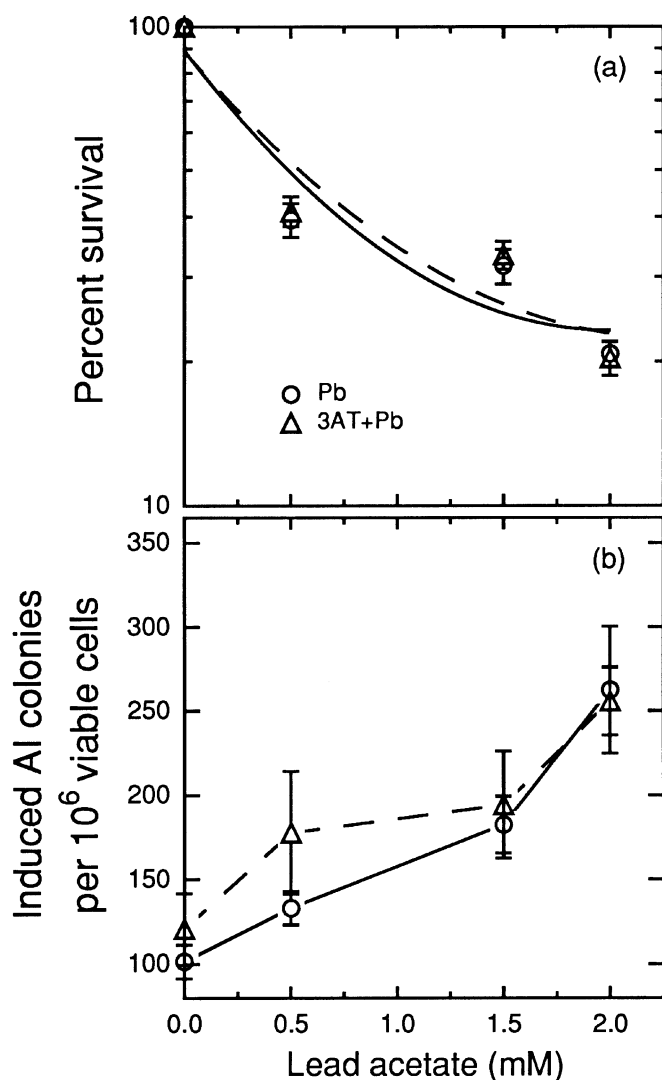 100
(a)
Percent survival
Pb
3AT+Pb
10
350
(b)
300
250
200
150
100
Induced AI colonies
per 10⁶ viable cells
0.0 0.5 1.0 1.5 2.0
Lead acetate (mM)